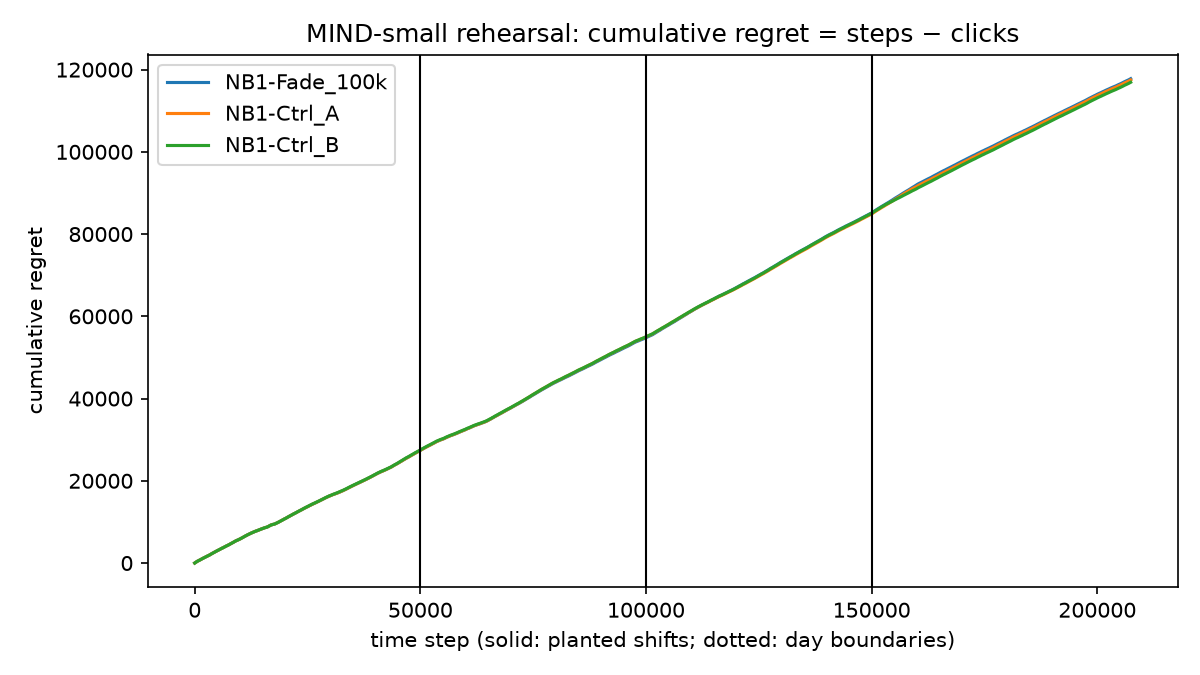 MIND-small rehearsal: cumulative regret = steps − clicks
NB1-Fade_100k
NB1-Ctrl_A
NB1-Ctrl_B
120000
100000
80000
60000
40000
20000
0
cumulative regret
0 50000 100000 150000 200000
time step (solid: planted shifts; dotted: day boundaries)